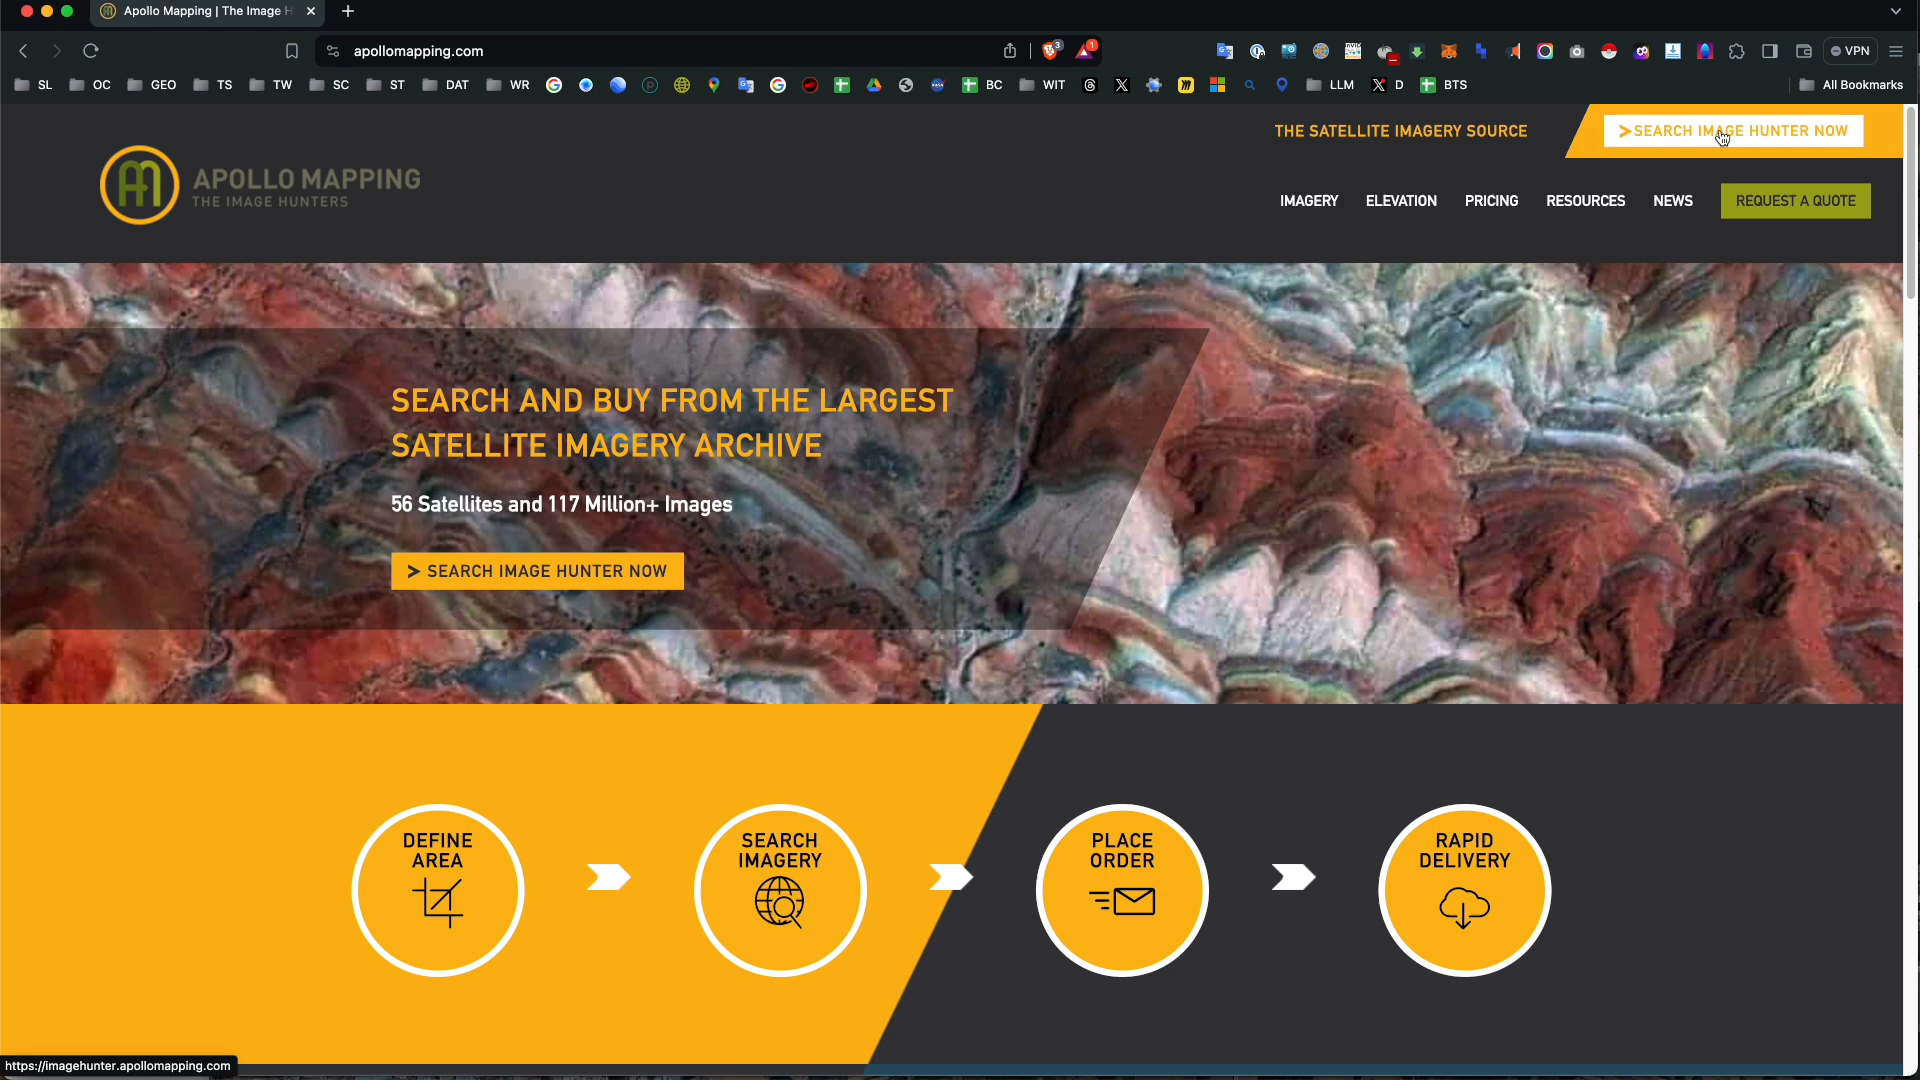 Apollo Mapping | The Image H
apollomapping.com
3
1
VPN
SL
OC
GEO
TS
TW
SC
ST
DAT
WR
BC
WIT
LLM
D
BTS
All Bookmarks
THE SATELLITE IMAGERY SOURCE
>SEARCH IMAGE HUNTER NOW
APOLLO MAPPING
THE IMAGE HUNTERS
IMAGERY
ELEVATION
PRICING
RESOURCES
NEWS
REQUEST A QUOTE
SEARCH AND BUY FROM THE LARGEST
SATELLITE IMAGERY ARCHIVE
56 Satellites and 117 Million+ Images
> SEARCH IMAGE HUNTER NOW
DEFINE
AREA
SEARCH
IMAGERY
PLACE
ORDER
RAPID
DELIVERY
https://imagehunter.apollomapping.com